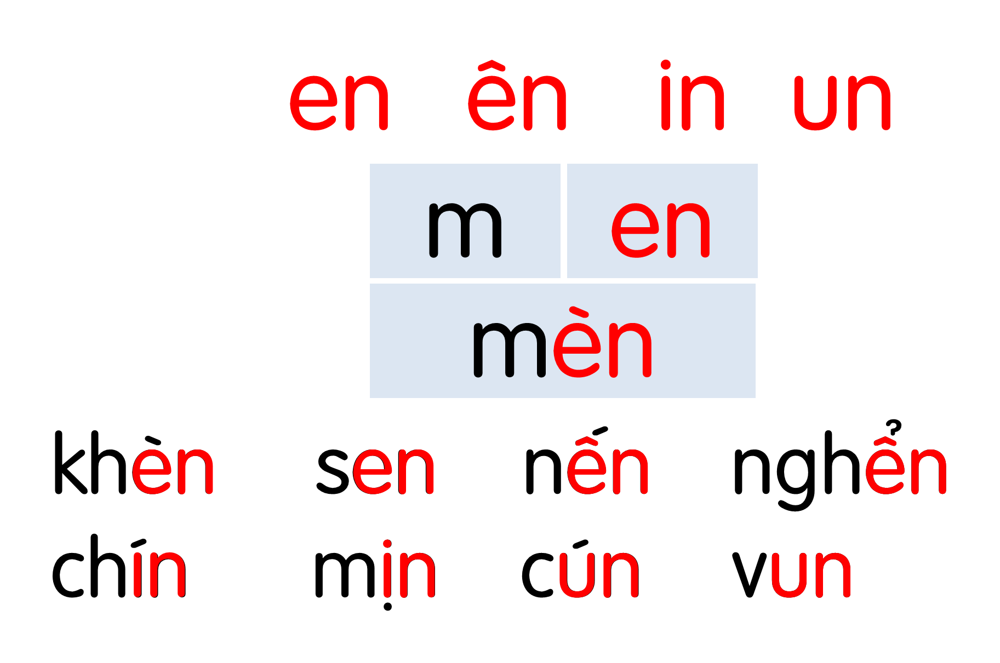 en ên in un
m en
mèn
khèn sen nến nghển
chín mịn cún vun